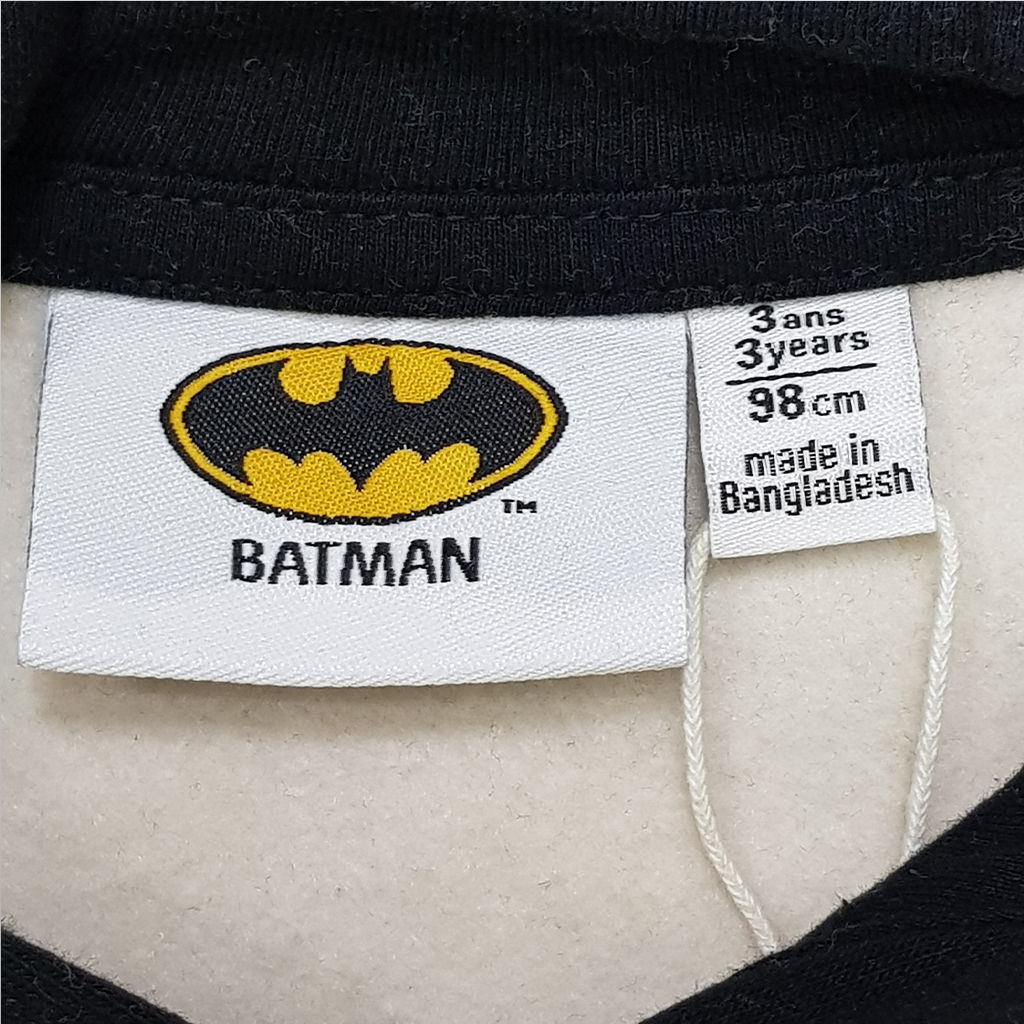 TM
BATMAN
3 ans
3 years
98 cm
made in
Bangladesh